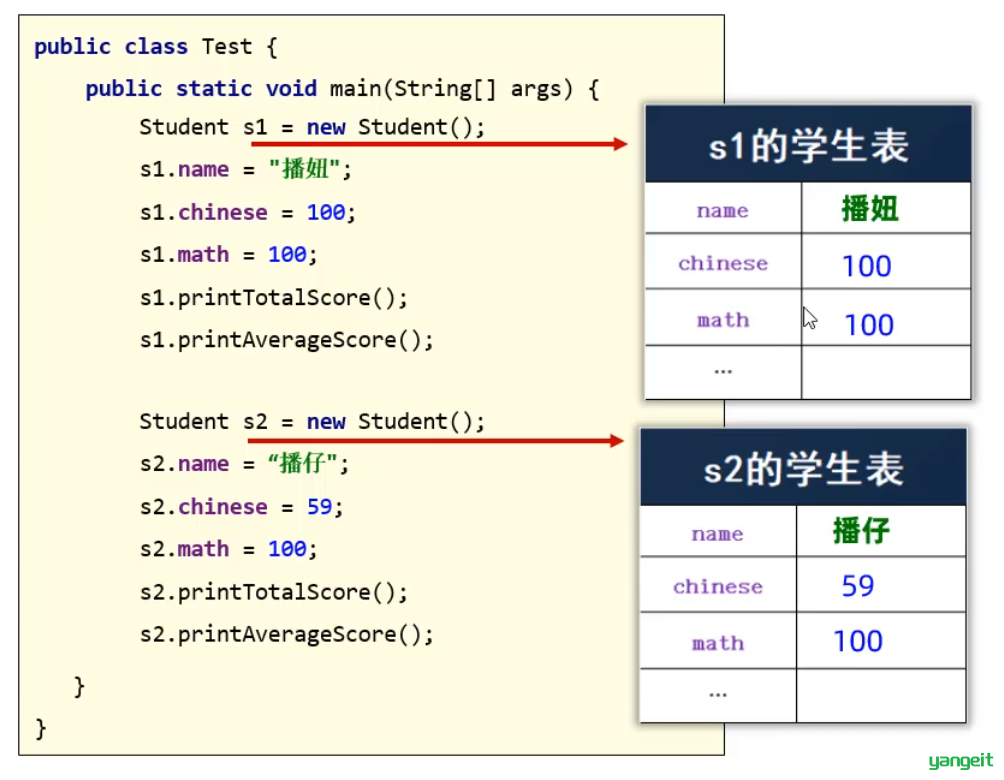 public class Test {
public static void main(String[] args) {
Student s1 = new Student();
s1.name = "播妞";
s1.chinese = 100;
s1.math = 100;
s1.printTotalScore();
s1.printAverageScore();
Student s2 = new Student();
s2.name = “播仔";
s2.chinese = 59;
s2.math = 100;
s2.printTotalScore();
s2.printAverageScore();
}
}
s1的学生表
name 播妞
chinese 100
math 100
...
s2的学生表
name 播仔
chinese 59
math 100
...
yangeit